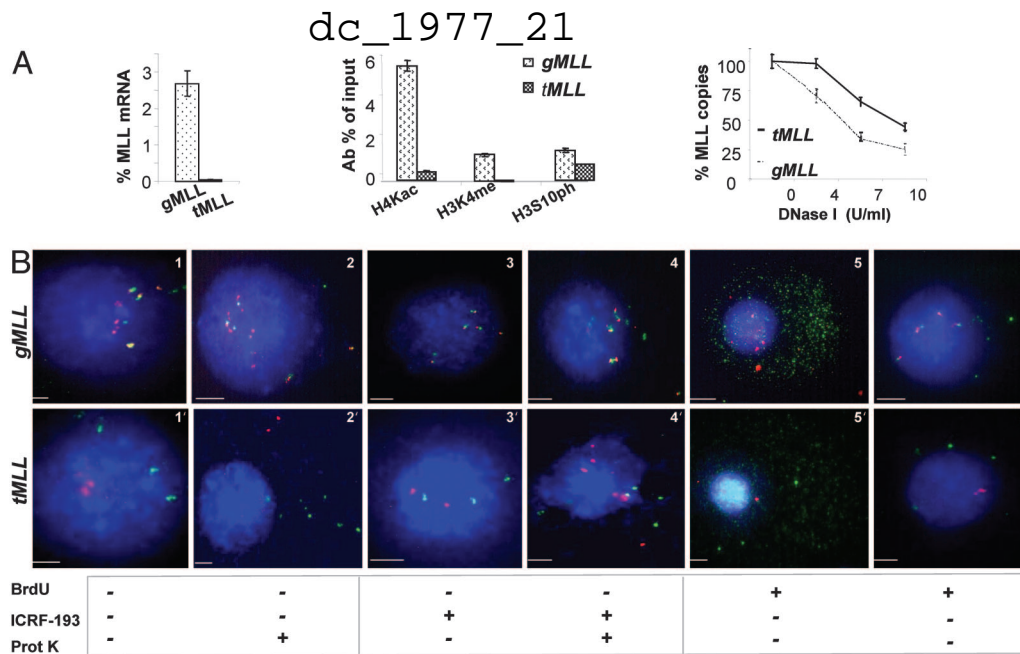 dc_1977_21
A
% MLL mRNA
3
2
1
0
gMLL
tMLL
Ab % of input
6
4
2
0
gMLL
tMLL
H4Kac
H3K4me
H3S10ph
% MLL copies
100
75
50
25
0
tMLL
gMLL
0 4 7 10
DNase I (U/ml)
B
gMLL
1 2 3 4 5
tMLL
1′ 2′ 3′ 4′ 5′
BrdU - - - - + +
ICRF-193 - - + + - -
Prot K - + - + - -